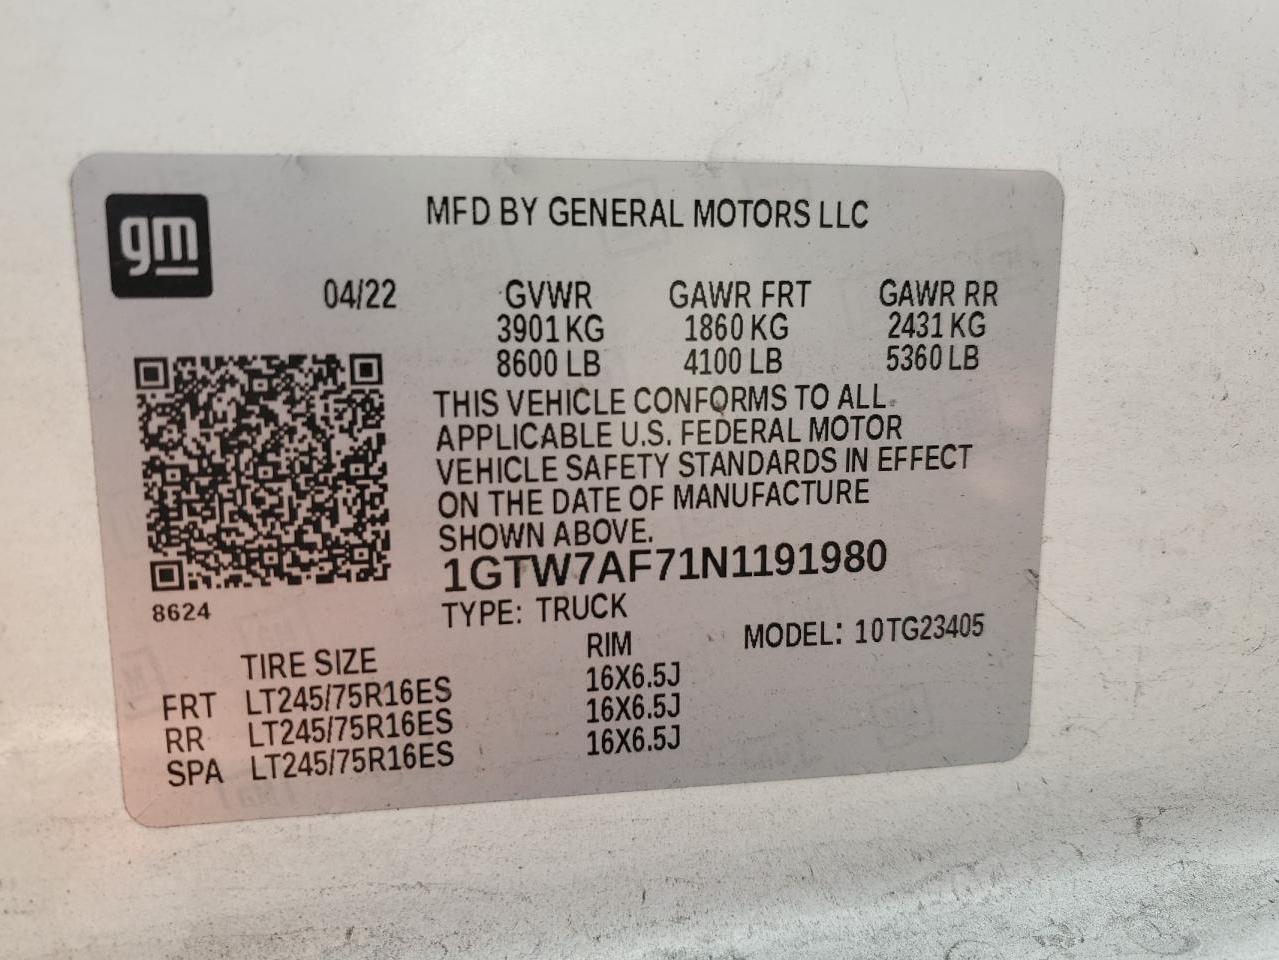 gm
MFD BY GENERAL MOTORS LLC
04/22 GVWR GAWR FRT GAWR RR
3901 KG 1860 KG 2431 KG
8600 LB 4100 LB 5360 LB
THIS VEHICLE CONFORMS TO ALL
APPLICABLE U.S. FEDERAL MOTOR
VEHICLE SAFETY STANDARDS IN EFFECT
ON THE DATE OF MANUFACTURE
SHOWN ABOVE.
1GTW7AF71N1191980
8624
TYPE: TRUCK
MODEL: 10TG23405
TIRE SIZE RIM
FRT LT245/75R16ES 16X6.5J
RR LT245/75R16ES 16X6.5J
SPA LT245/75R16ES 16X6.5J